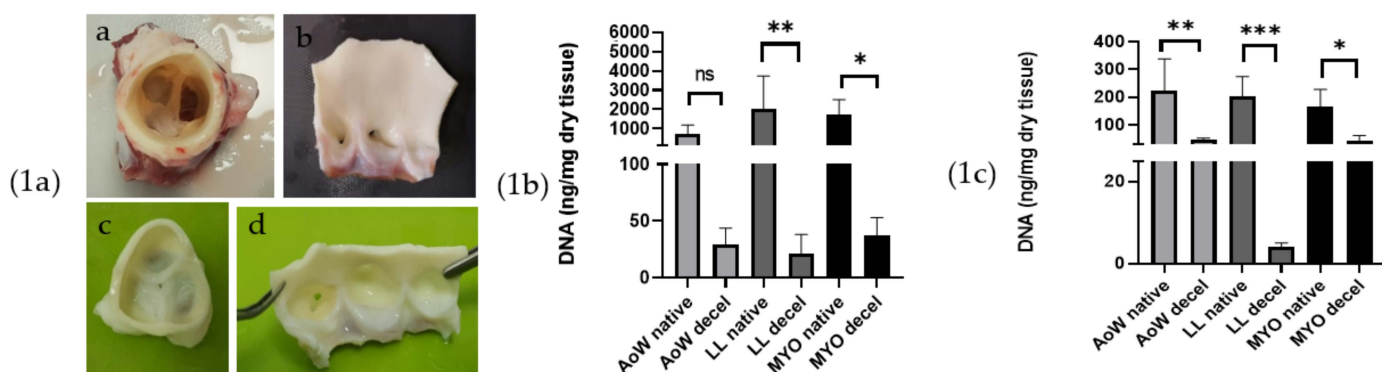 (1a)
a
b
c
d
(1b)
DNA (ng/mg dry tissue)
6000
5000
4000
3000
2000
1000
100
50
0
ns
**
*
AoW native
AoW decel
LL native
LL decel
MYO native
MYO decel
(1c)
DNA (ng/mg dry tissue)
400
300
200
100
20
0
**
***
*
AoW native
AoW decel
LL native
LL decel
MYO native
MYO decel